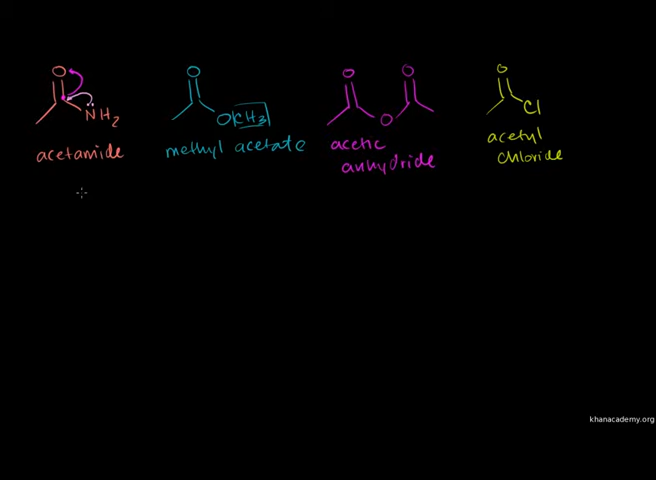 O
NH2
acetamide
O
OCH3
methyl acetate
O
O
O
acetic
anhydride
O
Cl
acetyl
chloride
khanacademy.org